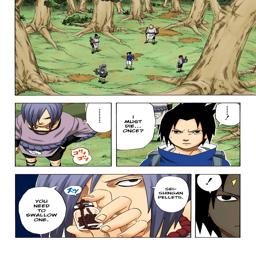 ......!
I
MUST
DIE...
ONCE?
!
SEI-
SHINGAN
PELLETS.
YOU
NEED TO
SWALLOW
ONE.